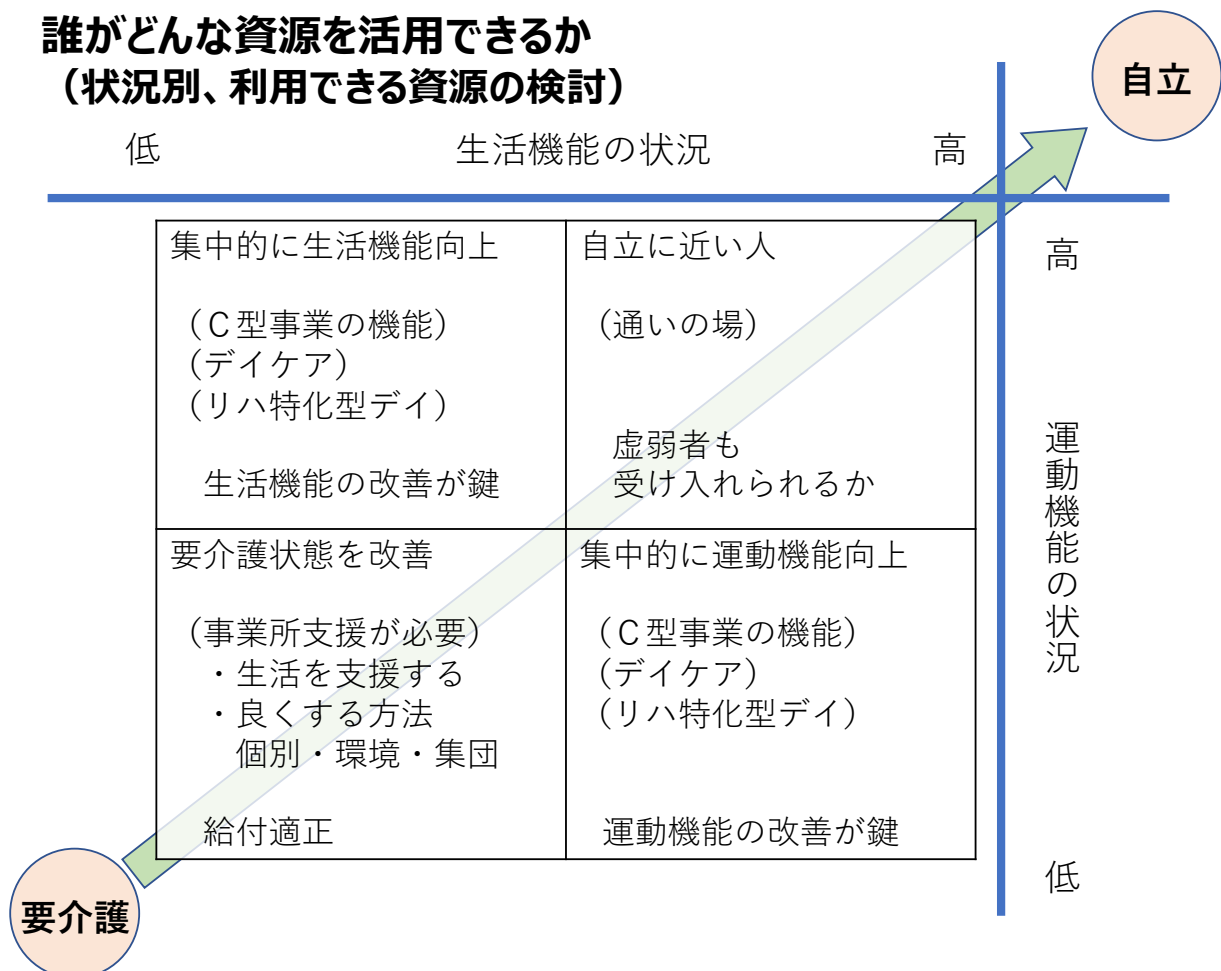 誰がどんな資源を活用できるか
（状況別、利用できる資源の検討）
自立
低
生活機能の状況
高
集中的に生活機能向上
（Ｃ型事業の機能）
（デイケア）
（リハ特化型デイ）
生活機能の改善が鍵
自立に近い人
（通いの場）
虚弱者も
受け入れられるか
要介護状態を改善
（事業所支援が必要）
・生活を支援する
・良くする方法
個別・環境・集団
給付適正
集中的に運動機能向上
（Ｃ型事業の機能）
（デイケア）
（リハ特化型デイ）
運動機能の改善が鍵
高
運動機能の状況
低
要介護